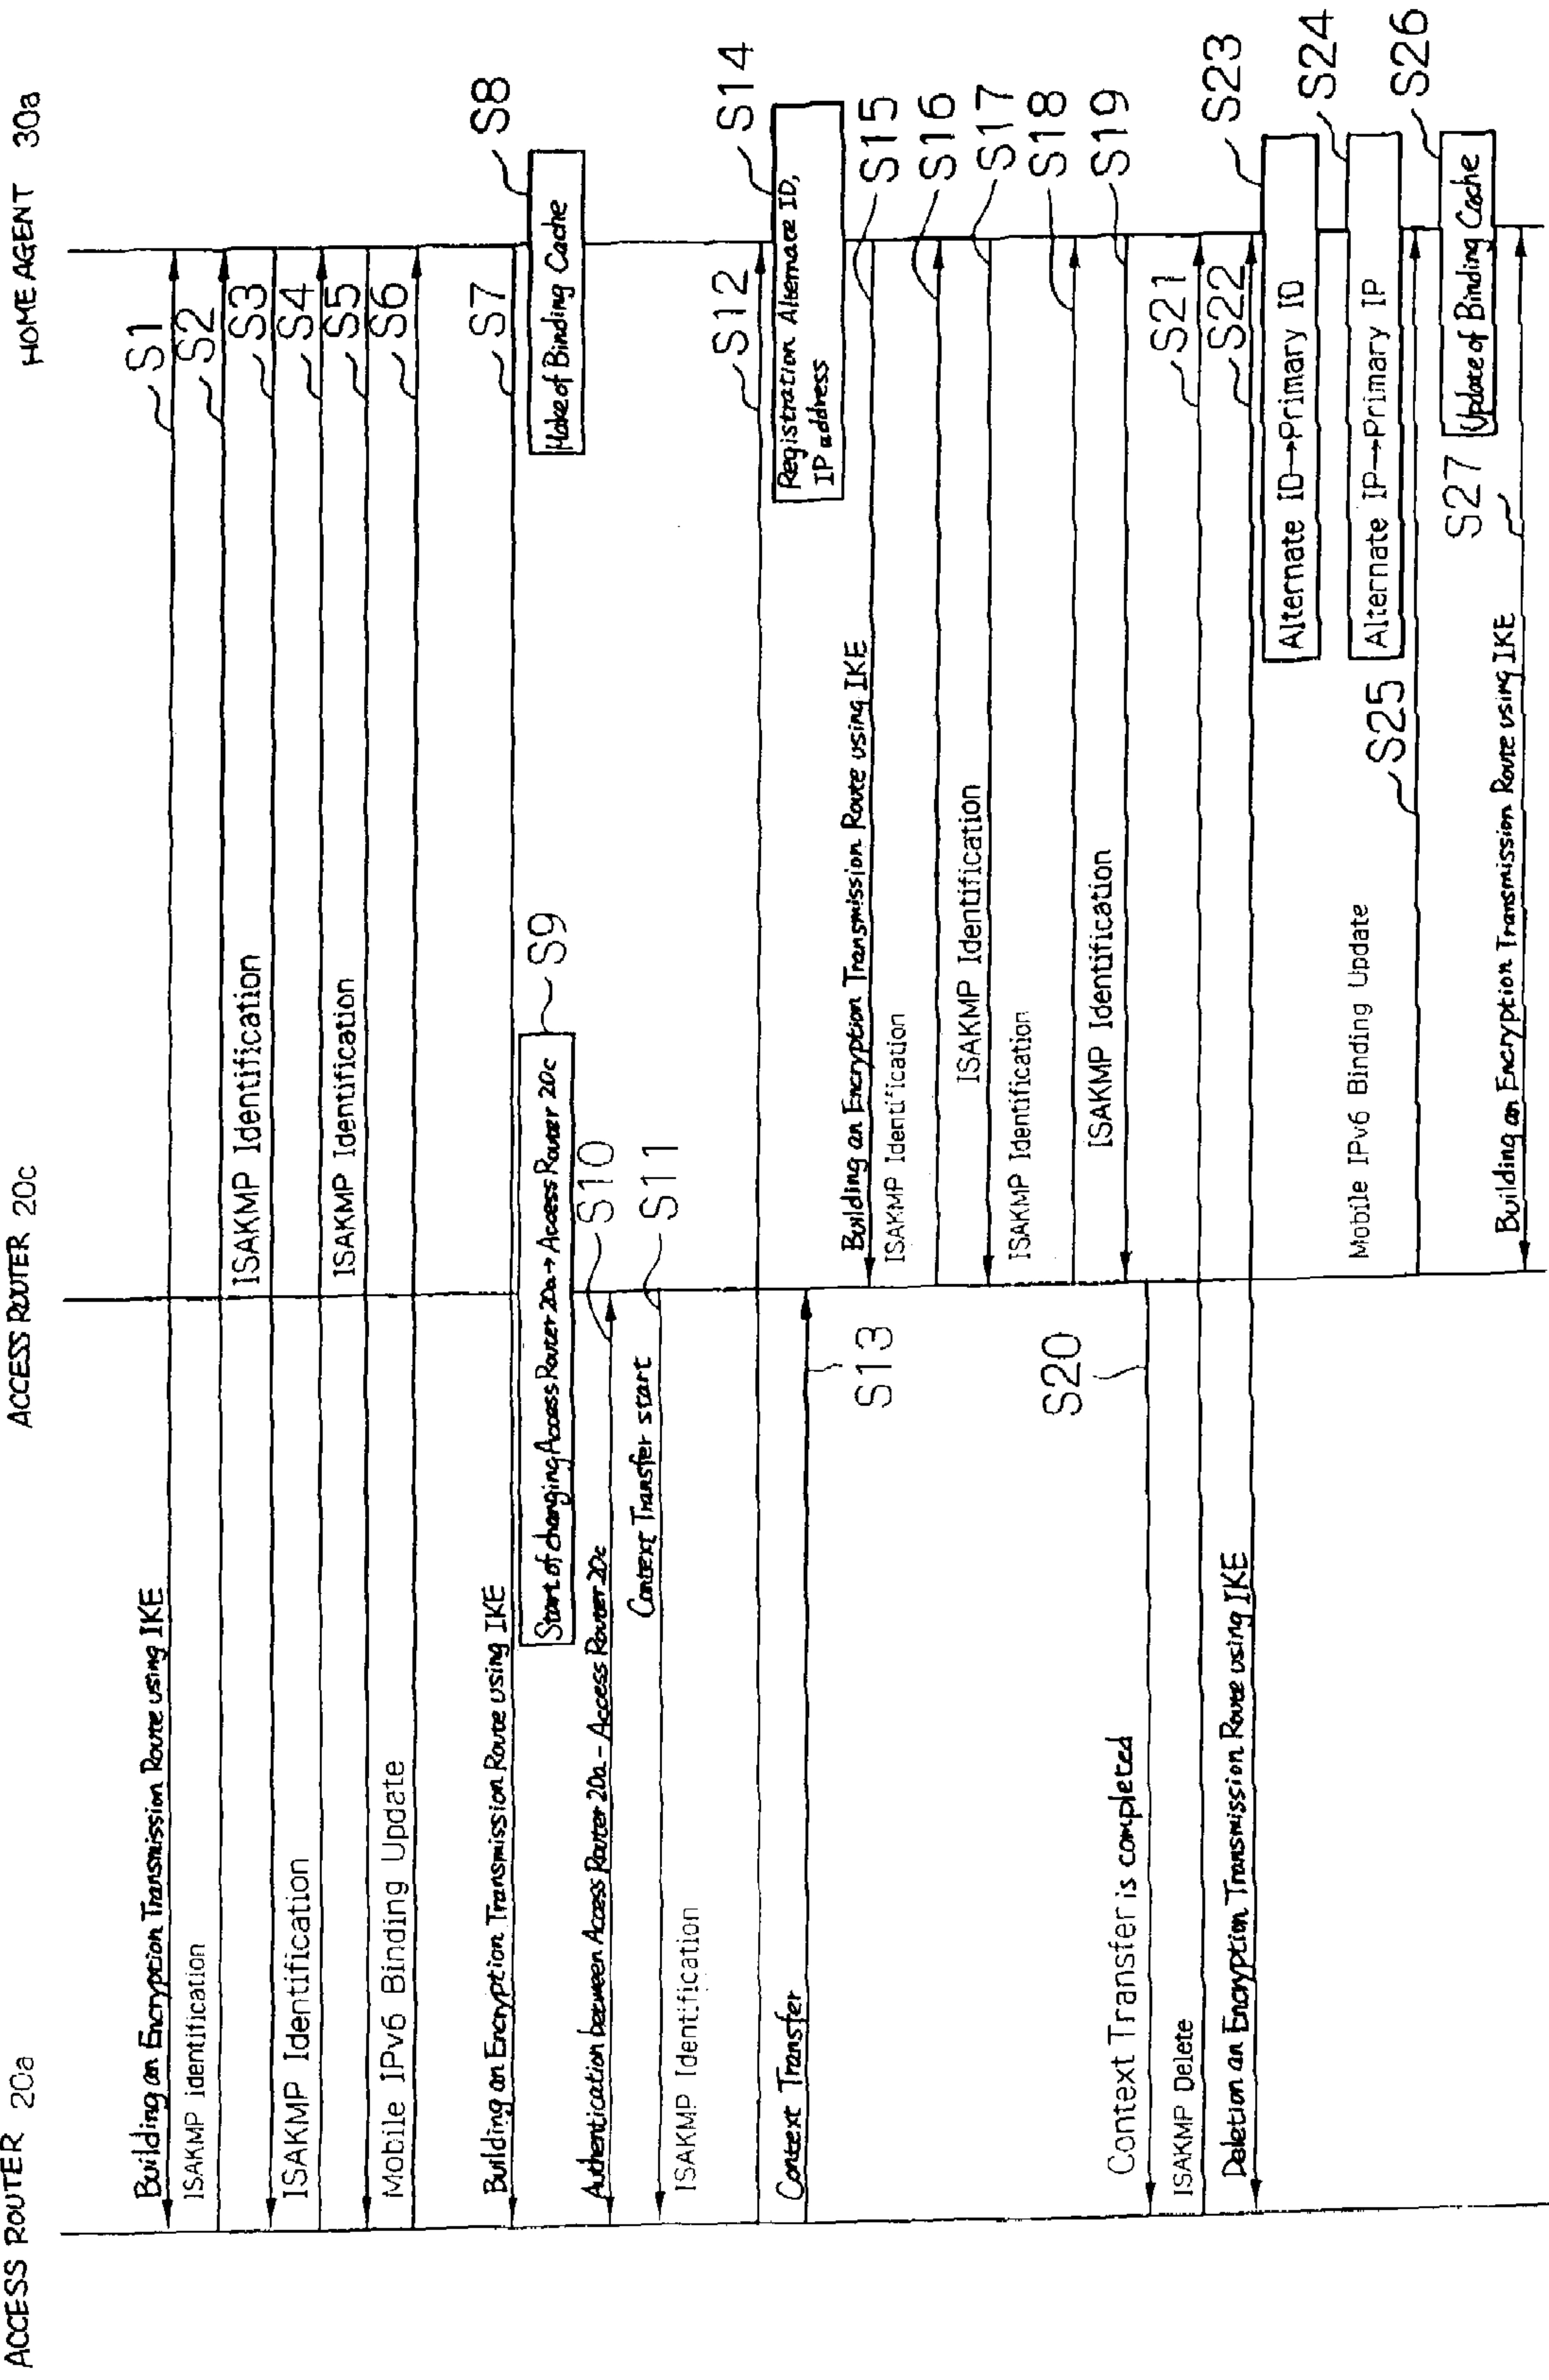 ACCESS ROUTER 20a
ACCESS ROUTER 20c
HOME AGENT 30a
Building an Encryption Transmission Route using IKE
S1
ISAKMP identification
S2
ISAKMP Identification
S3
ISAKMP Identification
S4
ISAKMP Identification
S5
Mobile IPv6 Binding Update
S6
Building an Encryption Transmission Route using IKE
S7
S8
Make of Binding Cache
Start of changing Access Router 20a→Access Router 20c
S9
Authentication between Access Router 20a - Access Router 20c
S10
Context Transfer start
S11
ISAKMP Identification
S12
Context Transfer
S13
S14
Registration Alternace ID,
IP address
Building an Encryption Transmission Route using IKE
S15
ISAKMP Identification
S16
ISAKMP Identification
S17
ISAKMP Identification
S18
ISAKMP Identification
S19
Context Transfer is completed
S20
ISAKMP Delete
S21
Deletion an Encryption Transmission Route using IKE
S22
Alternate ID→Primary ID
S23
Alternate IP→Primary IP
S24
Mobile IPv6 Binding Update
S25
Update of Binding Cache
S26
Building an Encryption Transmission Route using IKE
S27